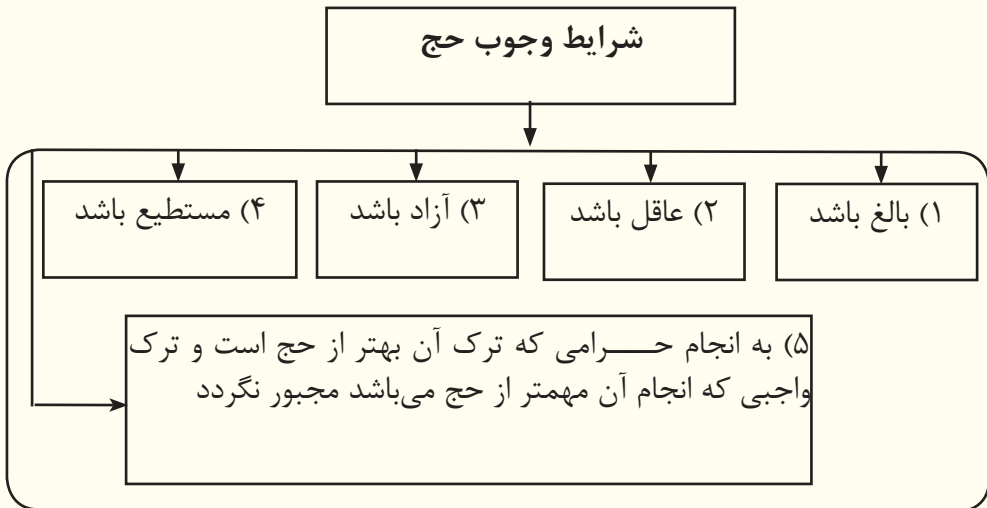 شرایط وجوب حج
۱) بالغ باشد
۲) عاقل باشد
۳) آزاد باشد
۴) مستطیع باشد
۵) به انجام حـــرامی که ترک آن بهتر از حج است و ترک
واجبی که انجام آن مهمتر از حج می‌باشد مجبور نگردد